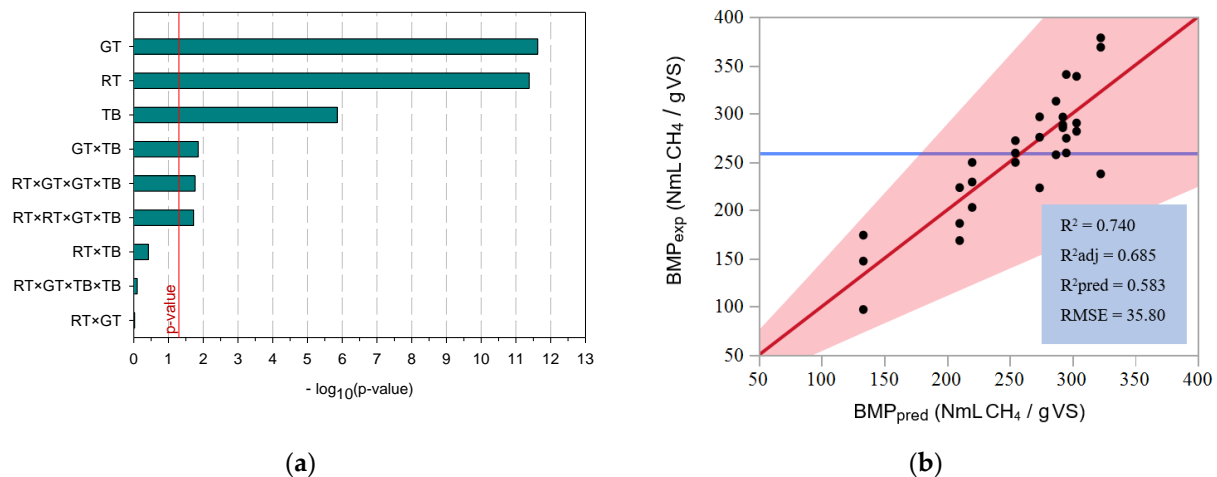 GT
RT
TB
GT×TB
RT×GT×GT×TB
RT×RT×GT×TB
RT×TB
RT×GT×TB×TB
RT×GT
p-value
0 1 2 3 4 5 6 7 8 9 10 11 12 13
- log10(p-value)
(a)
400
350
300
250
200
150
100
50
BMPexp (NmL CH4 / g VS)
R2 = 0.740
R2adj = 0.685
R2pred = 0.583
RMSE = 35.80
50 100 150 200 250 300 350 400
BMPpred (NmL CH4 / g VS)
(b)